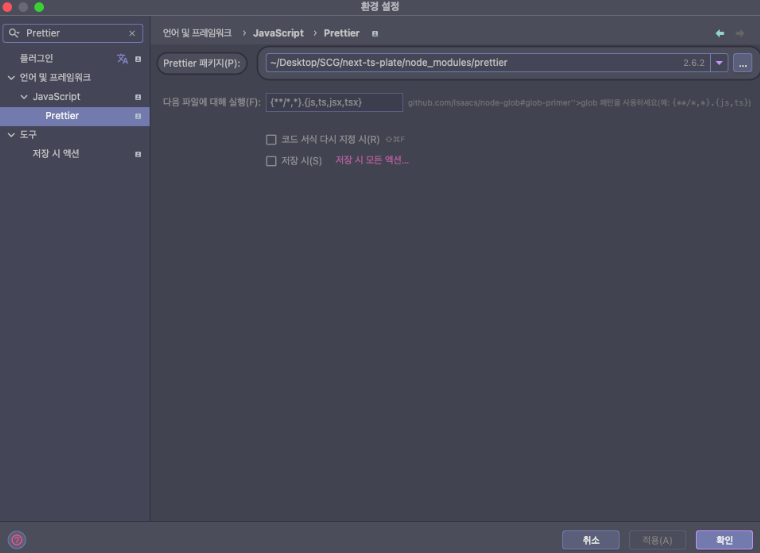 환경 설정
Prettier
플러그인
언어 및 프레임워크
JavaScript
Prettier
도구
저장 시 액션
언어 및 프레임워크 › JavaScript › Prettier
Prettier 패키지(P): ~/Desktop/SCG/next-ts-plate/node_modules/prettier 2.6.2 ...
다음 파일에 대해 실행(F): {**/*,*}.{js,ts,jsx,tsx} github.com/isaacs/node-glob#glob-primer">glob 패턴을 사용하세요(예: {**/*,*}.{js,ts})
코드 서식 다시 지정 시(R) ⇧⌘F
저장 시(S) 저장 시 모든 액션...
취소 적용(A) 확인